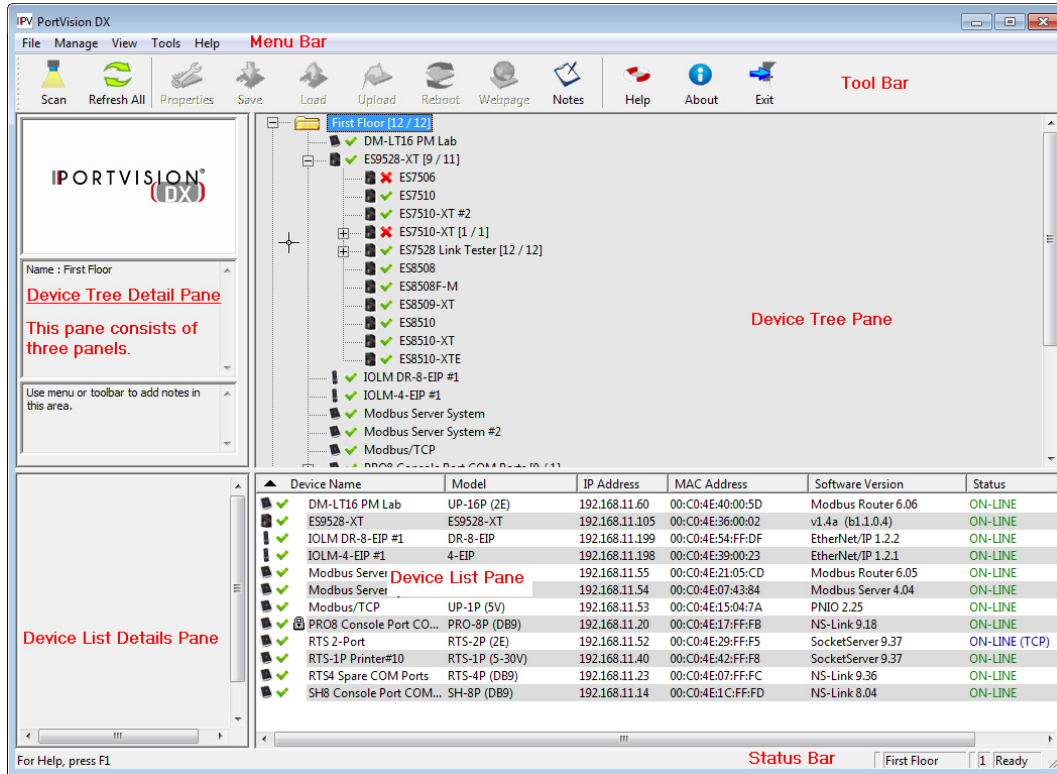 IPV PortVision DX
File Manage View Tools Help Menu Bar
Scan Refresh All Properties Save Load Upload Reboot Webpage Notes Help About Exit Tool Bar
IPORTVISION®
(DX)
Name : First Floor
Device Tree Detail Pane
This pane consists of
three panels.
Use menu or toolbar to add notes in
this area.
First Floor [12 / 12]
DM-LT16 PM Lab
ES9528-XT [9 / 11]
ES7506
ES7510
ES7510-XT #2
ES7510-XT [1 / 1]
ES7528 Link Tester [12 / 12]
ES8508
ES8508F-M
ES8509-XT
ES8510
ES8510-XT
ES8510-XTE
IOLM DR-8-EIP #1
IOLM-4-EIP #1
Modbus Server System
Modbus Server System #2
Modbus/TCP
PRO8 Console Port COM Ports [0 / 1]
Device Tree Pane
Device List Details Pane
Device Name Model IP Address MAC Address Software Version Status
DM-LT16 PM Lab UP-16P (2E) 192.168.11.60 00:C0:4E:40:00:5D Modbus Router 6.06 ON-LINE
ES9528-XT ES9528-XT 192.168.11.105 00:C0:4E:36:00:02 v1.4a (b1.1.0.4) ON-LINE
IOLM DR-8-EIP #1 DR-8-EIP 192.168.11.199 00:C0:4E:54:FF:DF EtherNet/IP 1.2.2 ON-LINE
IOLM-4-EIP #1 4-EIP 192.168.11.198 00:C0:4E:39:00:23 EtherNet/IP 1.2.1 ON-LINE
Modbus Server 192.168.11.55 00:C0:4E:21:05:CD Modbus Router 6.05 ON-LINE
Device List Pane
Modbus Server 192.168.11.54 00:C0:4E:07:43:84 Modbus Server 4.04 ON-LINE
Modbus/TCP UP-1P (5V) 192.168.11.53 00:C0:4E:15:04:7A PNIO 2.25 ON-LINE
PRO8 Console Port CO... PRO-8P (DB9) 192.168.11.20 00:C0:4E:17:FF:FB NS-Link 9.18 ON-LINE
RTS 2-Port RTS-2P (2E) 192.168.11.52 00:C0:4E:29:FF:F5 SocketServer 9.37 ON-LINE (TCP)
RTS-1P Printer#10 RTS-1P (5-30V) 192.168.11.40 00:C0:4E:42:FF:F8 SocketServer 9.37 ON-LINE
RTS4 Spare COM Ports RTS-4P (DB9) 192.168.11.23 00:C0:4E:07:FF:FC NS-Link 9.36 ON-LINE
SH8 Console Port COM... SH-8P (DB9) 192.168.11.14 00:C0:4E:1C:FF:FD NS-Link 8.04 ON-LINE
For Help, press F1 Status Bar First Floor 1 Ready